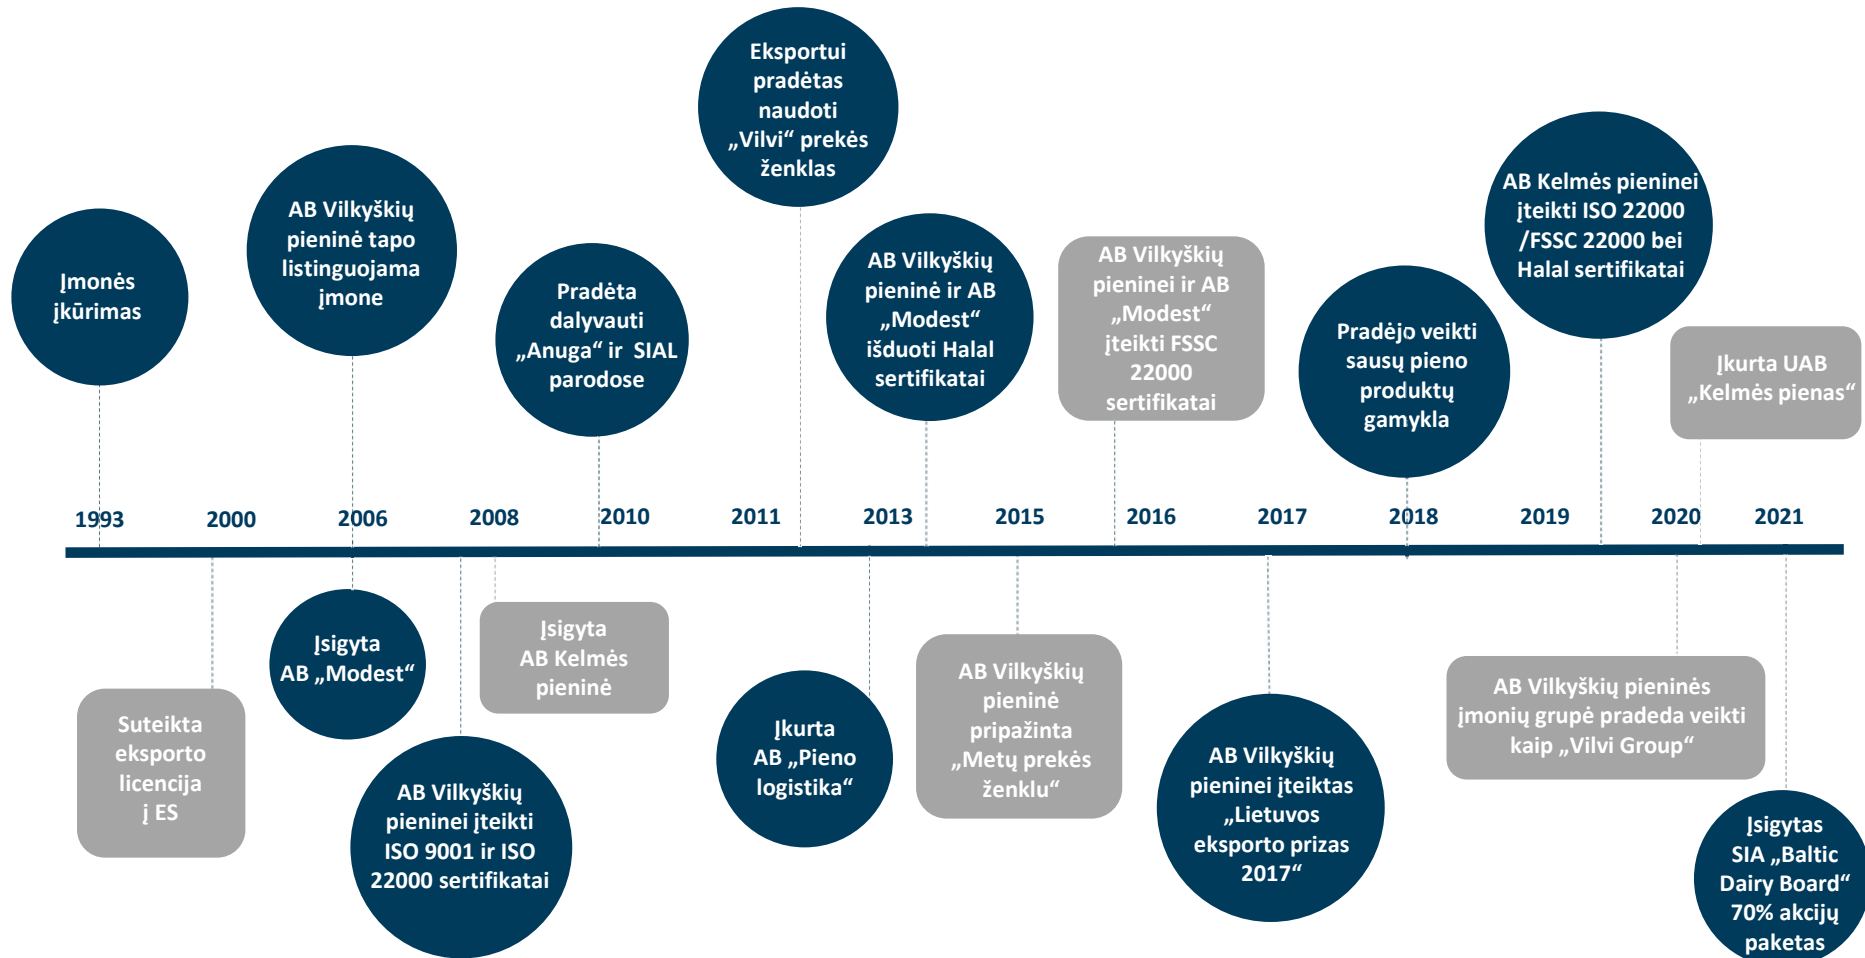 Eksportui
pradėtas
naudoti
„Vilvi“ prekės
ženklas
AB Kelmės pieninei
įteikti ISO 22000
/FSSC 22000 bei
Halal sertifikatai
AB Vilkyškių
pieninė tapo
listinguojama
įmone
Įmonės
įkūrimas
Pradėta
dalyvauti
„Anuga“ ir SIAL
parodose
AB Vilkyškių
pieninė ir AB
„Modest“
išduoti Halal
sertifikatai
AB Vilkyškių
pieninei ir AB
„Modest“
įteikti FSSC
22000
sertifikatai
Pradėjo veikti
sausų pieno
produktų
gamykla
Įkurta UAB
„Kelmės pienas“
1993 2000 2006 2008 2010 2011 2013 2015 2016 2017 2018 2019 2020 2021
Suteikta
eksporto
licencija
į ES
Įsigyta
AB „Modest“
AB Vilkyškių
pieninei įteikti
ISO 9001 ir ISO
22000 sertifikatai
Įsigyta
AB Kelmės
pieninė
Įkurta
AB „Pieno
logistika“
AB Vilkyškių
pieninė
pripažinta
„Metų prekės
ženklu“
AB Vilkyškių
pieninei įteiktas
„Lietuvos
eksporto prizas
2017“
AB Vilkyškių pieninės
įmonių grupė pradeda veikti
kaip „Vilvi Group“
Įsigytas
SIA „Baltic
Dairy Board“
70% akcijų
paketas